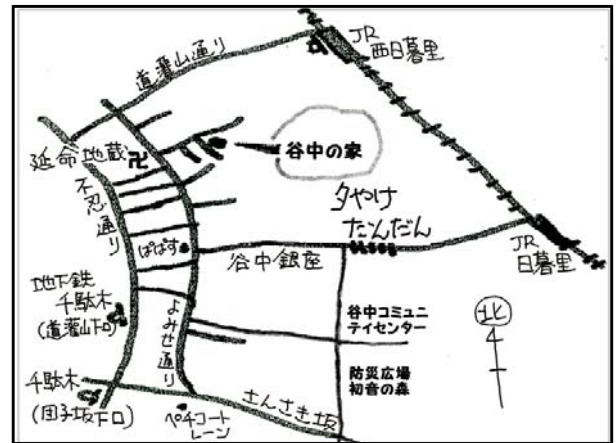 JR
西日暮里
道灌山通り
延命地蔵
卍
谷中の家
不忍通り
夕やけ
だんだん
ぱぱす
谷中銀座
JR
日暮里
地下鉄
千駄木
(道灌山下口)
よみせ通り
谷中コミュニ
ティセンター
北
防災広場
初音の森
千駄木
(団子坂下口)
ペチコート
レーン
さんさき坂